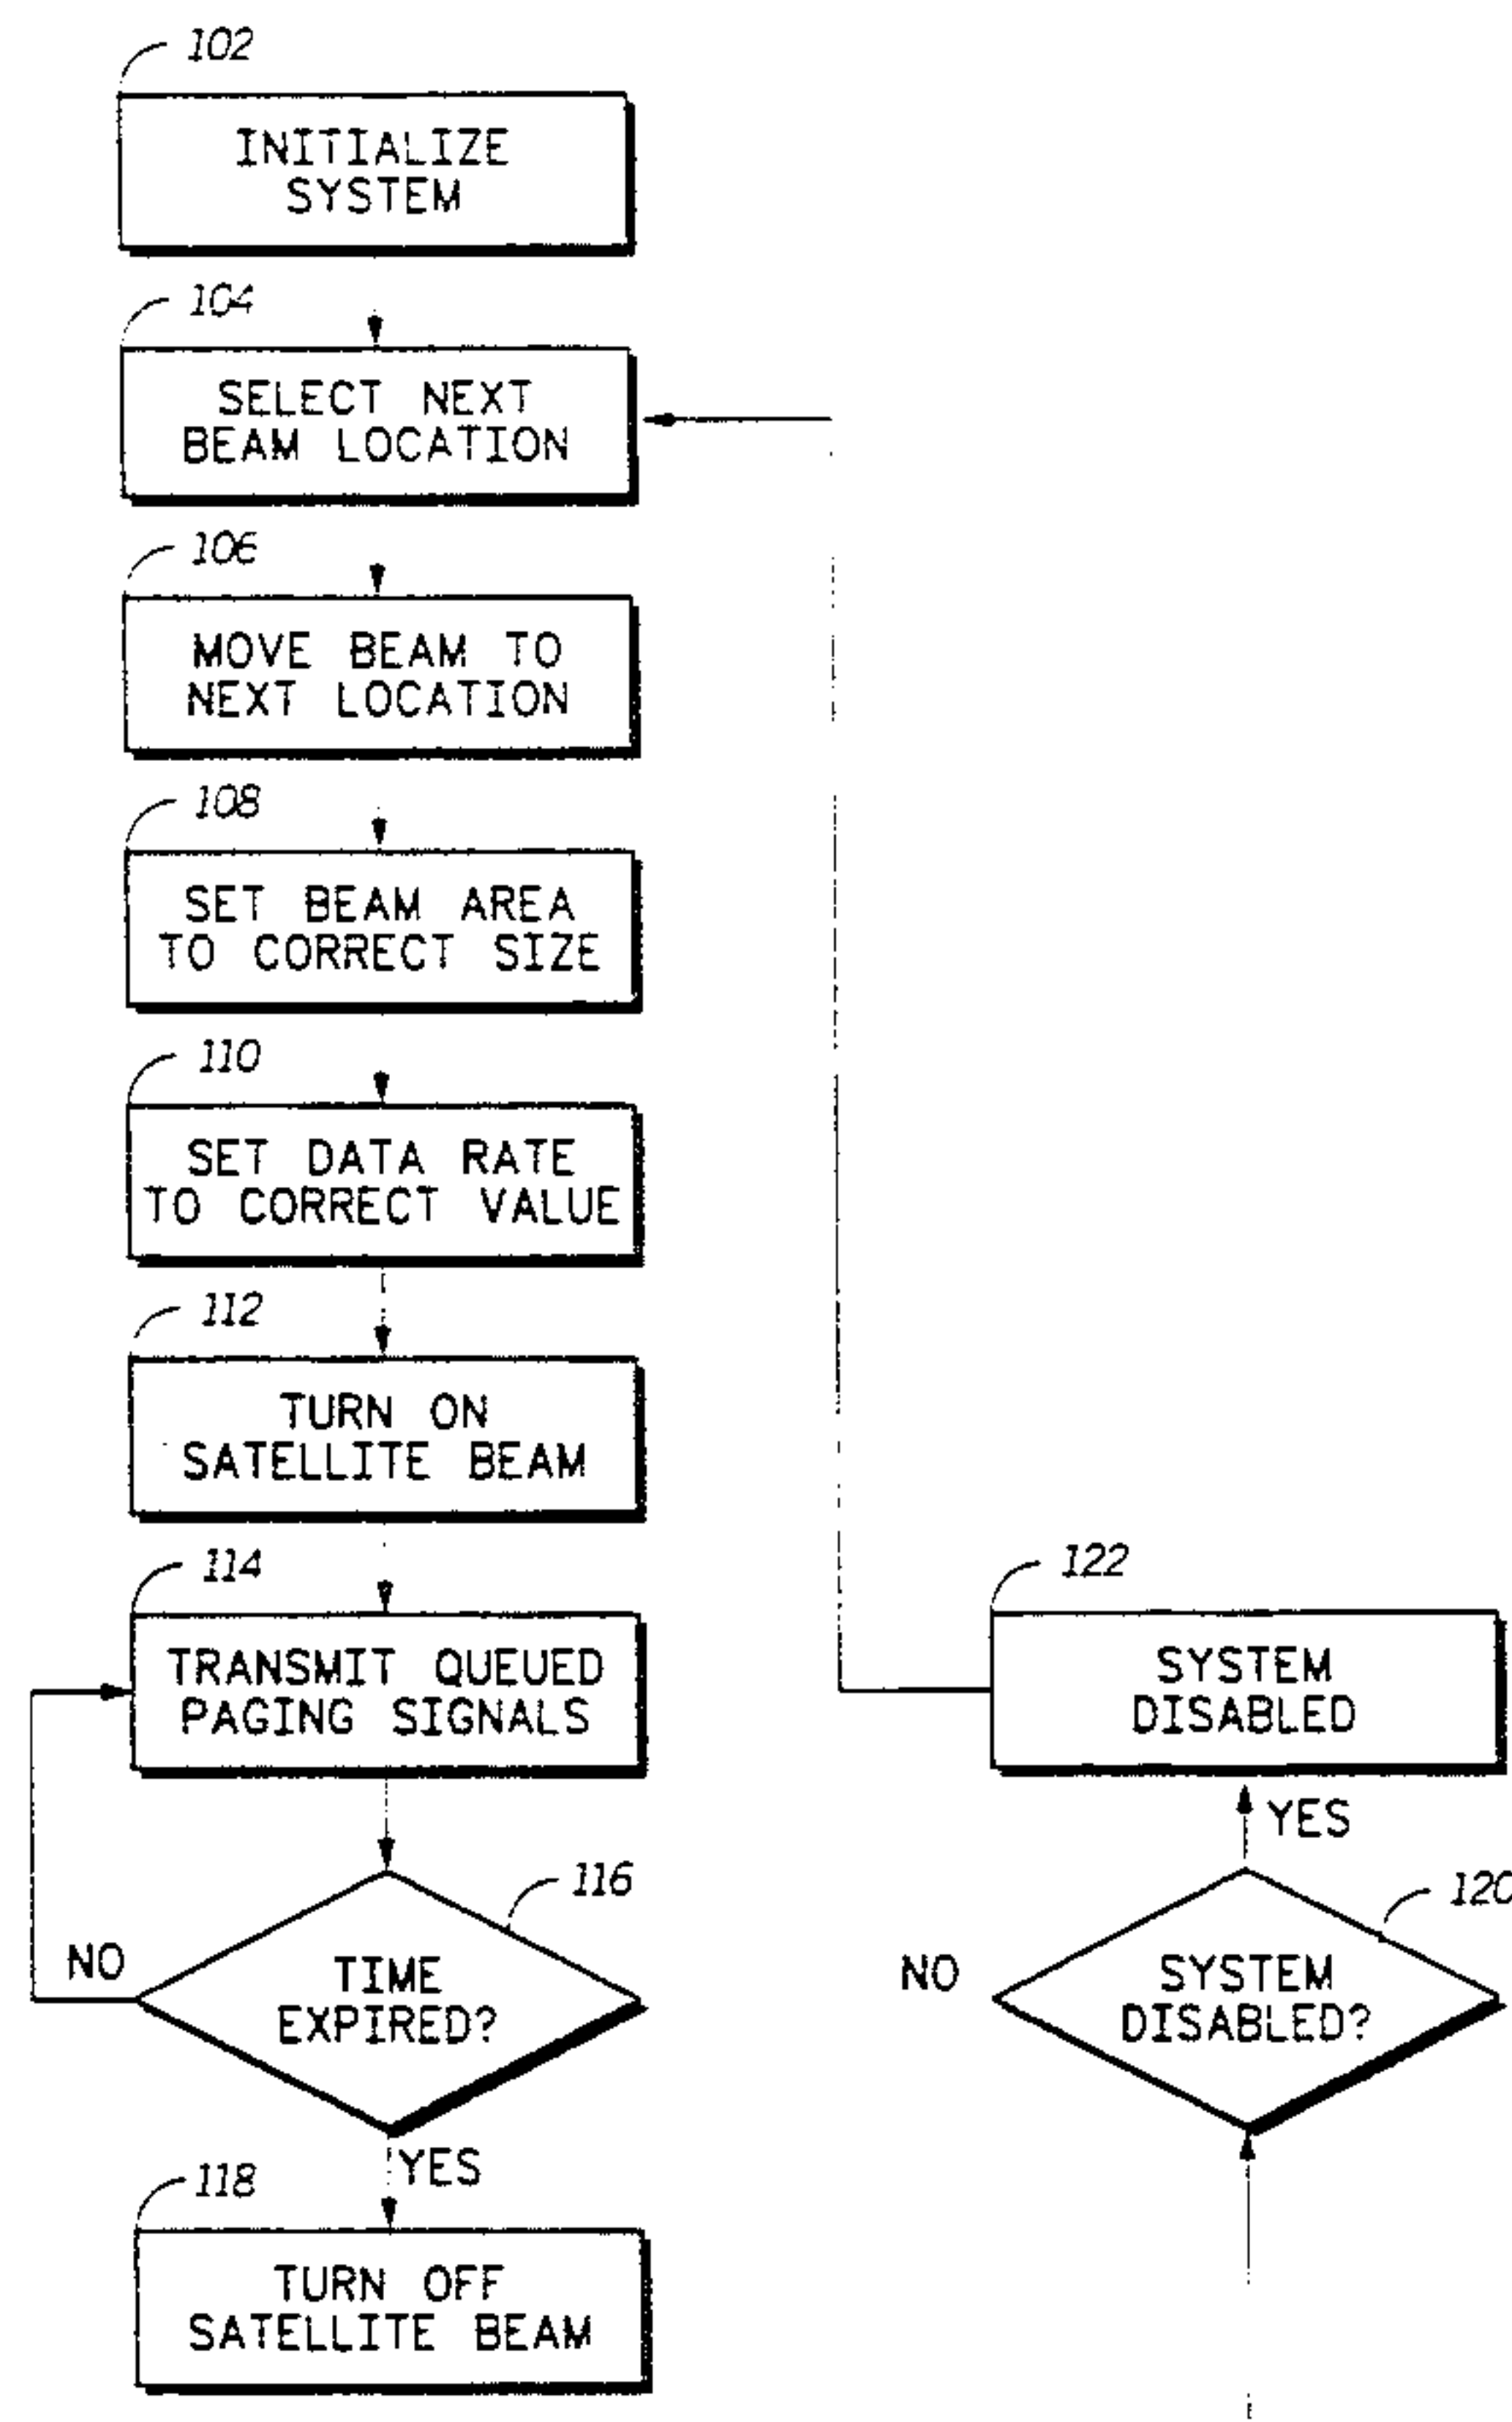 102
INITIALIZE
SYSTEM
104
SELECT NEXT
BEAM LOCATION
106
MOVE BEAM TO
NEXT LOCATION
108
SET BEAM AREA
TO CORRECT SIZE
110
SET DATA RATE
TO CORRECT VALUE
112
TURN ON
SATELLITE BEAM
114
TRANSMIT QUEUED
PAGING SIGNALS
116
TIME
EXPIRED?
NO
YES
118
TURN OFF
SATELLITE BEAM
122
SYSTEM
DISABLED
YES
120
NO
SYSTEM
DISABLED?